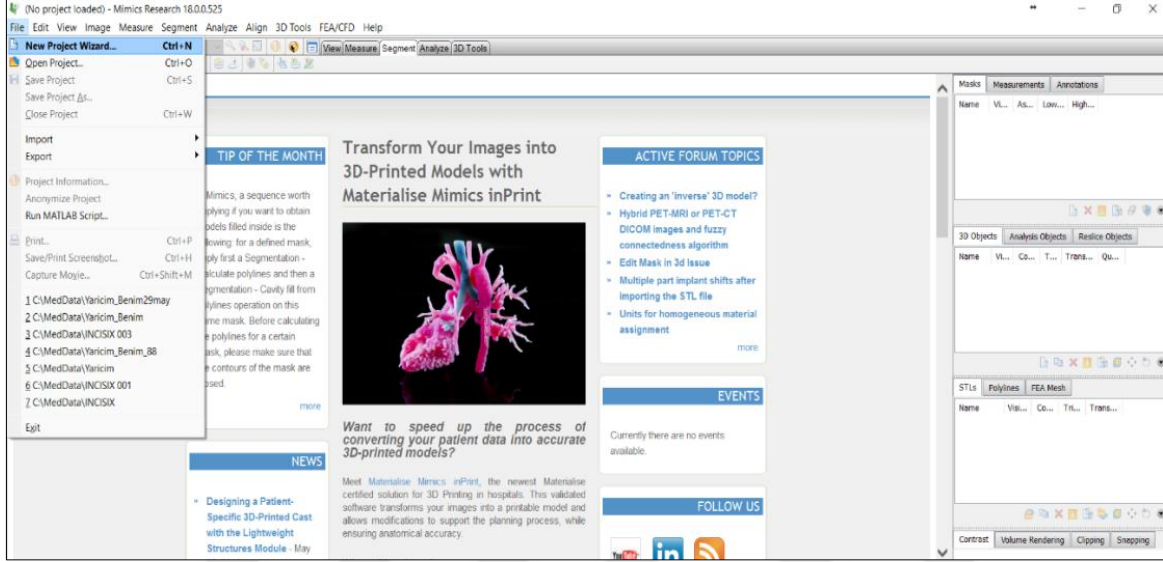 (No project loaded) - Mimics Research 18.0.0.525
File Edit View Image Measure Segment Analyze Align 3D Tools FEA/CFD Help
New Project Wizard... Ctrl+N
Open Project... Ctrl+O
Save Project Ctrl+S
Save Project As...
Close Project Ctrl+W
Import
Export
Project Information...
Anonymize Project
Run MATLAB Script...
Print... Ctrl+P
Save/Print Screenshot... Ctrl+H
Capture Movie... Ctrl+Shift+M
1 C:\MedData\Yaricim_Benim29may
2 C:\MedData\Yaricim_Benim
3 C:\MedData\INCISIX 003
4 C:\MedData\Yaricim_Benim_88
5 C:\MedData\Yaricim
6 C:\MedData\INCISIX 001
7 C:\MedData\INCISIX
Exit
View Measure Segment Analyze 3D Tools
TIP OF THE MONTH
Mimics, a sequence worth
plying if you want to obtain
odels filled inside is the
lowing: for a defined mask,
ply first a Segmentation -
alculate polylines and then a
egmentation - Cavity fill from
olylines operation on this
me mask. Before calculating
e polylines for a certain
ask, please make sure that
e contours of the mask are
osed.
more
NEWS
» Designing a Patient-
Specific 3D-Printed Cast
with the Lightweight
Structures Module - May
Transform Your Images into
3D-Printed Models with
Materialise Mimics inPrint
Want to speed up the process of
converting your patient data into accurate
3D-printed models?
Meet Materialise Mimics inPrint, the newest Materialise
certified solution for 3D Printing in hospitals. This validated
software transforms your images into a printable model and
allows modifications to support the planning process, while
ensuring anatomical accuracy.
ACTIVE FORUM TOPICS
» Creating an 'inverse' 3D model?
» Hybrid PET-MRI or PET-CT
DICOM images and fuzzy
connectedness algorithm
» Edit Mask in 3d Issue
» Multiple part implant shifts after
importing the STL file
» Units for homogeneous material
assignment
more
EVENTS
Currently there are no events
available.
FOLLOW US
You Tube
in
Masks Measurements Annotations
Name Vi... As... Low... High...
3D Objects Analysis Objects Reslice Objects
Name Vi... Co... T... Trans... Qu...
STLs Polylines FEA Mesh
Name Visi... Co... Tri... Trans...
Contrast Volume Rendering Clipping Snapping